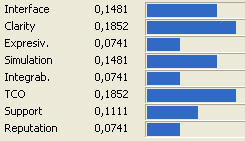 Interface 0,1481
Clarity 0,1852
Expresiv. 0,0741
Simulation 0,1481
Integrab. 0,0741
TCO 0,1852
Support 0,1111
Reputation 0,0741